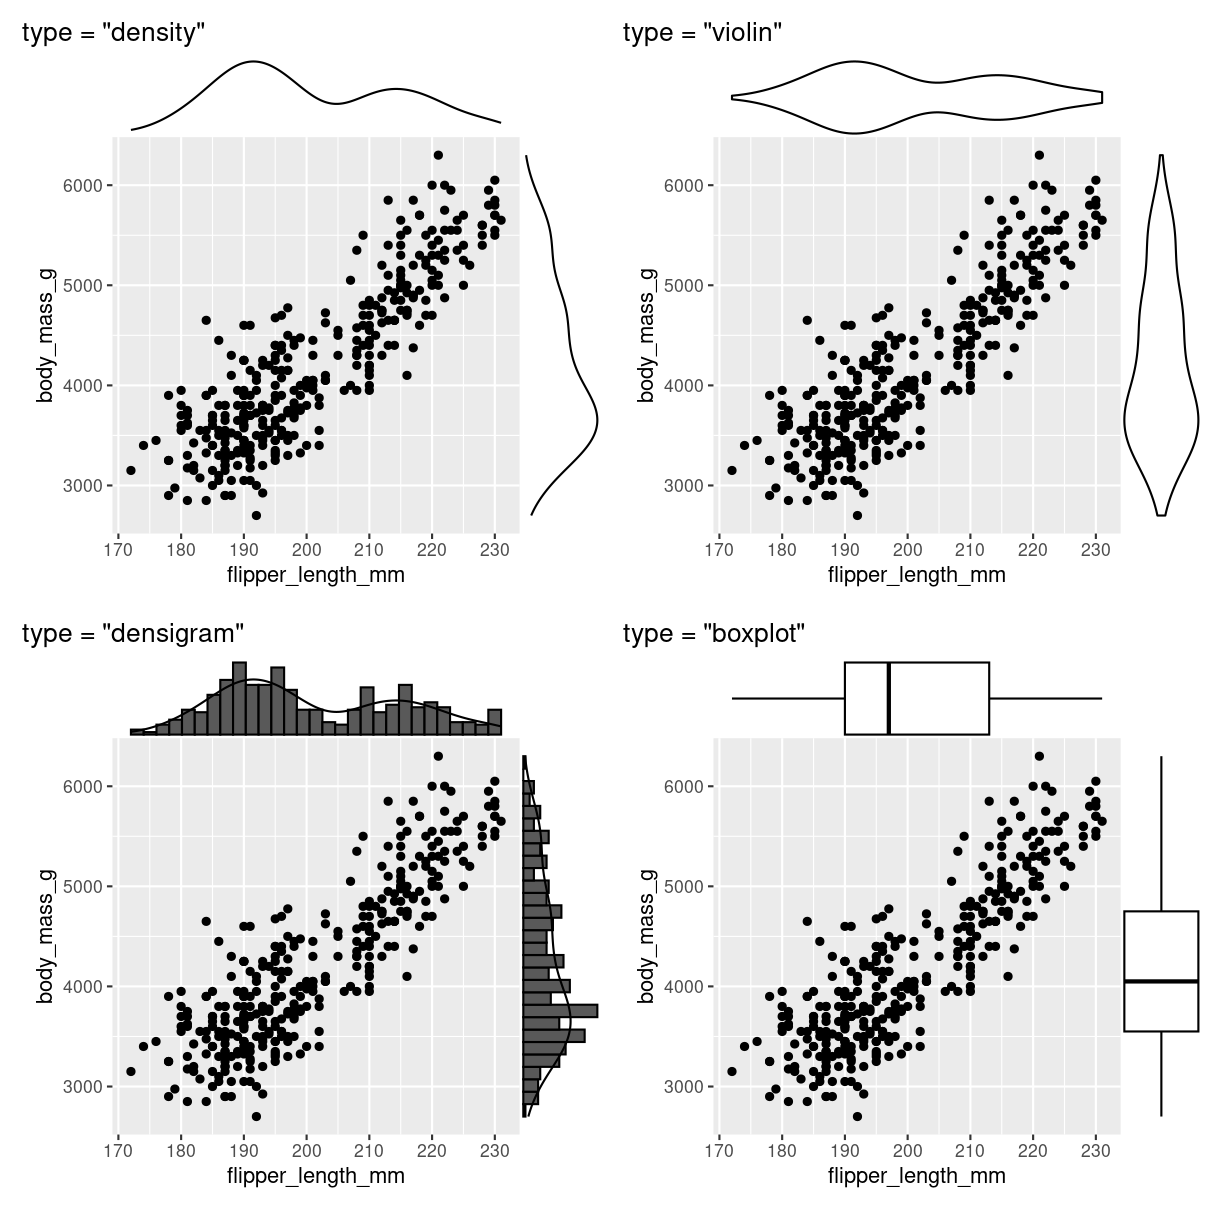 type = "density"
6000
5000
4000
3000
body_mass_g
170 180 190 200 210 220 230
flipper_length_mm
type = "violin"
6000
5000
4000
3000
body_mass_g
170 180 190 200 210 220 230
flipper_length_mm
type = "densigram"
6000
5000
4000
3000
body_mass_g
170 180 190 200 210 220 230
flipper_length_mm
type = "boxplot"
6000
5000
4000
3000
body_mass_g
170 180 190 200 210 220 230
flipper_length_mm